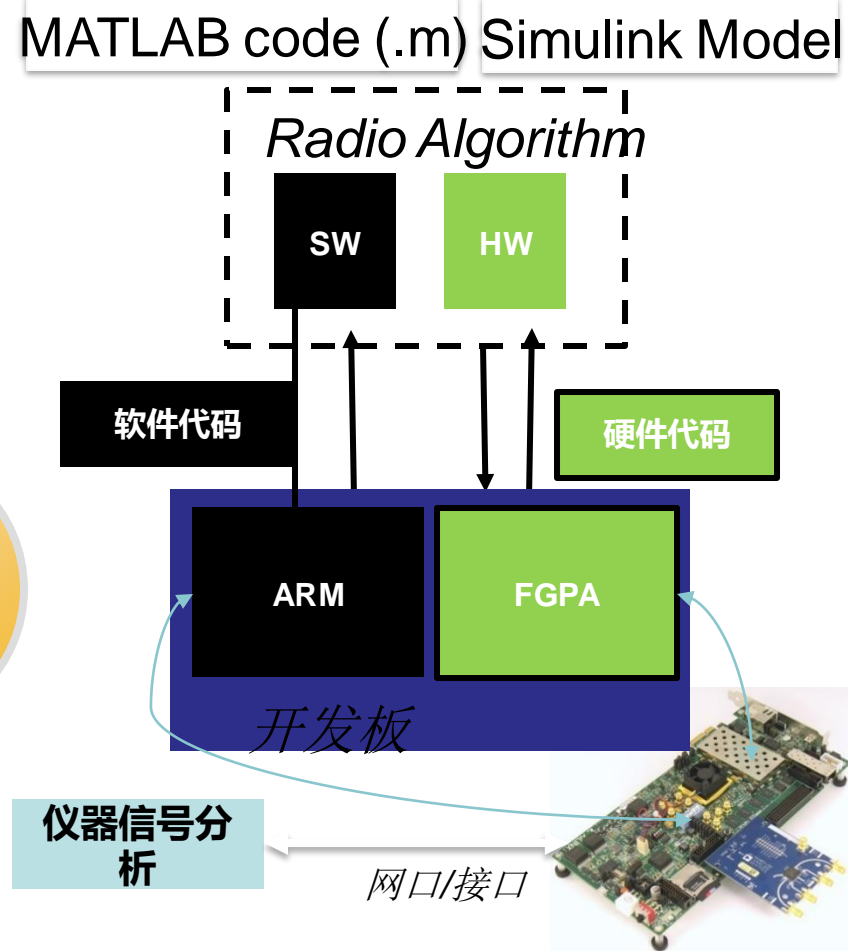 MATLAB code (.m) Simulink Model
Radio Algorithm
SW
HW
软件代码
硬件代码
ARM
FGPA
开发板
仪器信号分
析
网口/接口